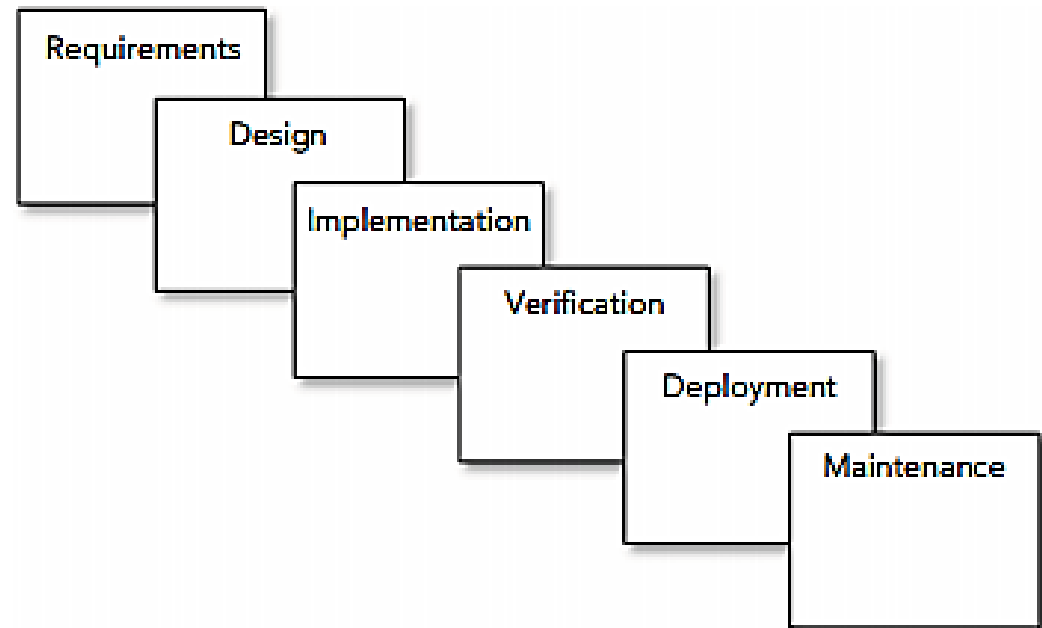 Requirements
Design
Implementation
Verification
Deployment
Maintenance